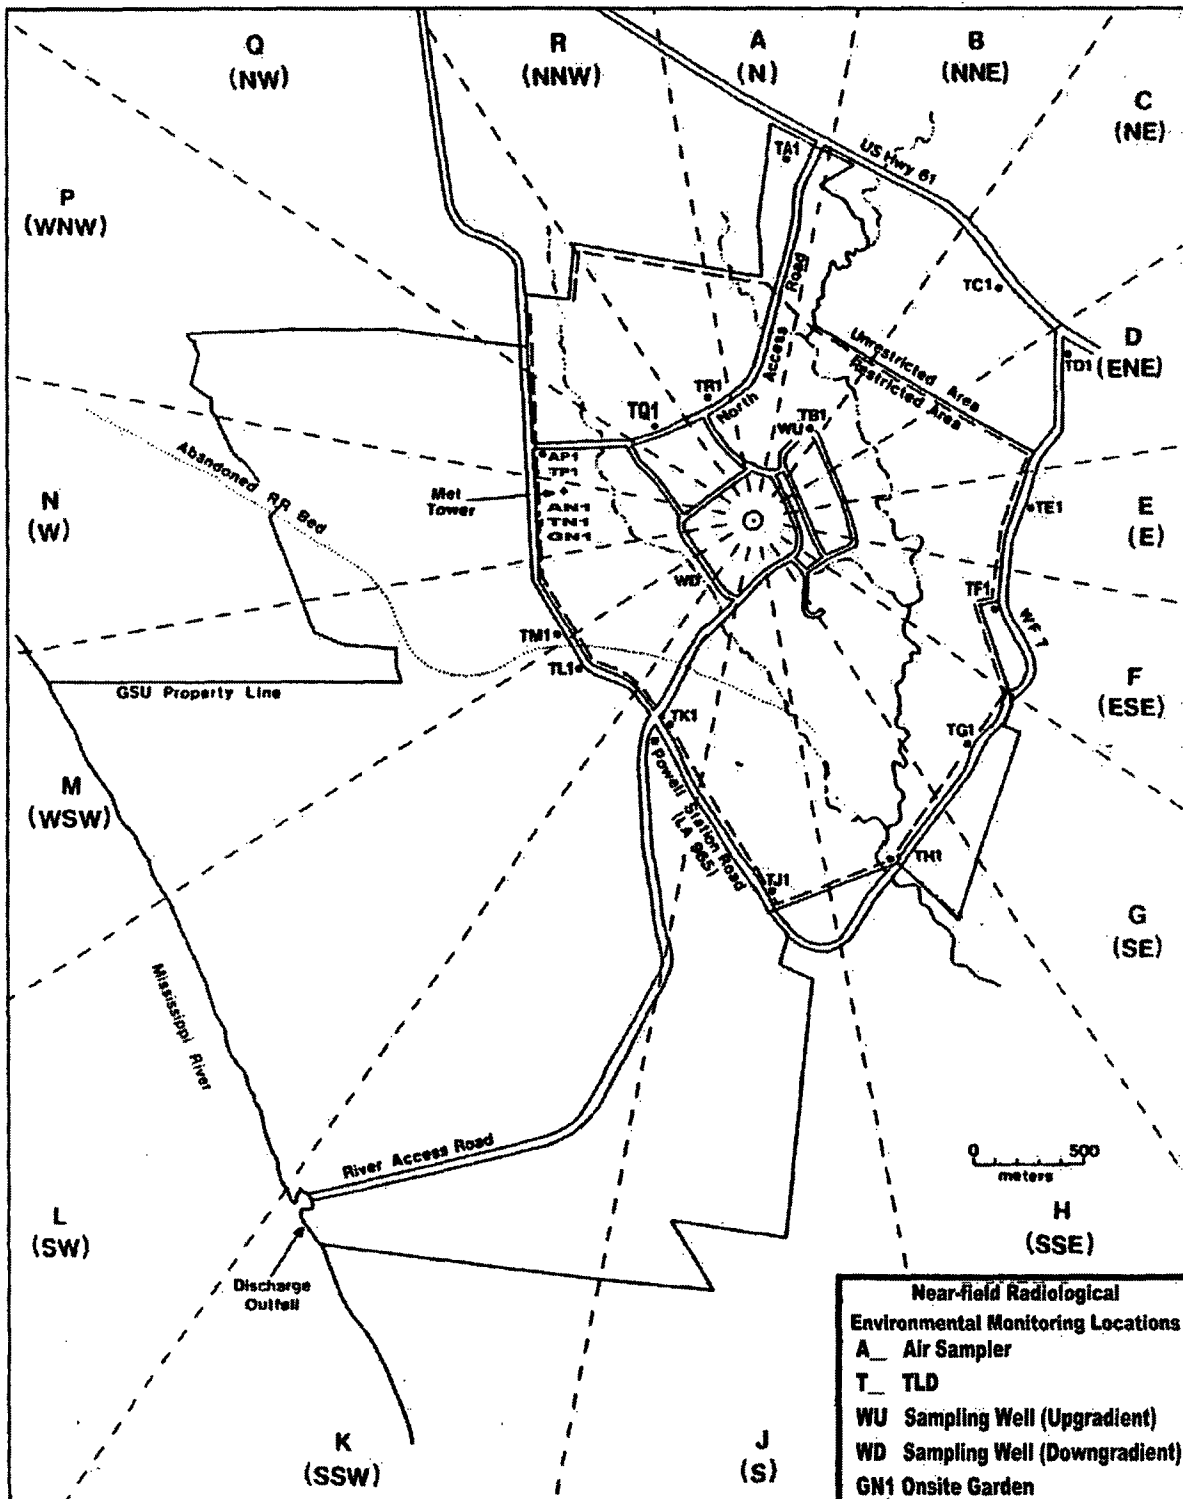 Q
(NW)
R
(NNW)
A
(N)
B
(NNE)
C
(NE)
P
(WNW)
TA1
US Hwy 61
TC1
D
(ENE)
TD1
North Access Road
Unrestricted Area
Restricted Area
TR1
TQ1
TB1
WU
AP1
TP1
Met
Tower
AN1
TN1
GN1
Abandoned RR Bed
N
(W)
TE1
E
(E)
WD
TF1
WF 7
TM1
TL1
GSU Property Line
F
(ESE)
TK1
TG1
Powell Station Road
(LA 965)
M
(WSW)
TH1
TJ1
G
(SE)
Mississippi River
River Access Road
0 500
meters
L
(SW)
H
(SSE)
Discharge
Outfall
K
(SSW)
J
(S)
Near-field Radiological
Environmental Monitoring Locations
A_ Air Sampler
T_ TLD
WU Sampling Well (Upgradient)
WD Sampling Well (Downgradient)
GN1 Onsite Garden